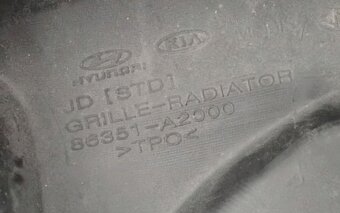 HYUNDAI KIA
JD [STD]
GRILLE-RADIATOR
86351-A2000
>TPO<